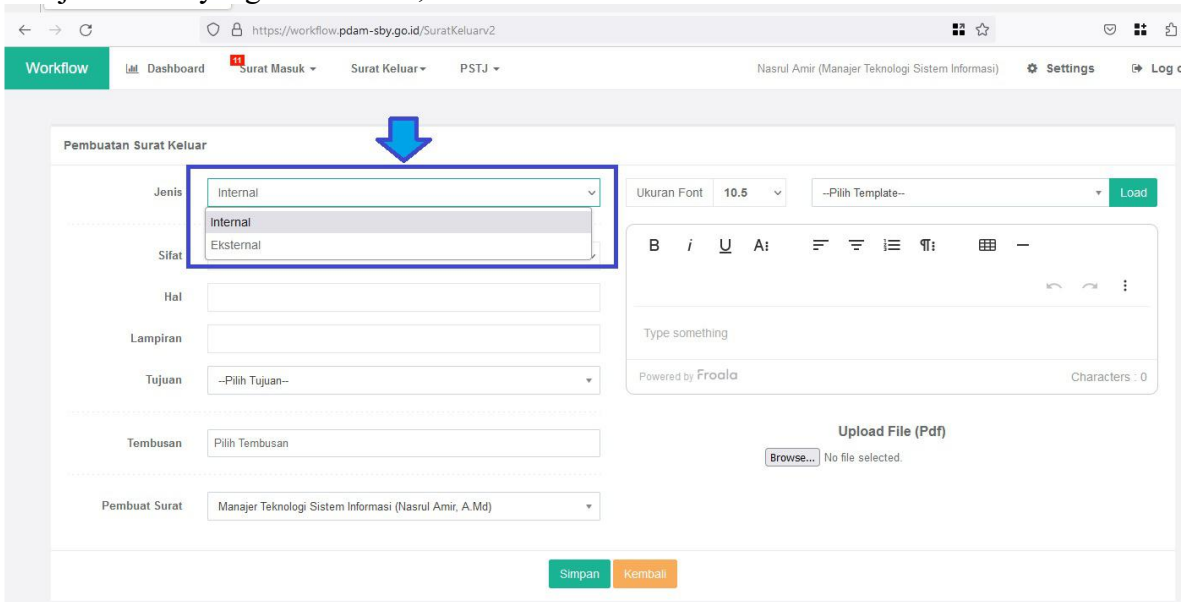 https://workflow.pdam-sby.go.id/SuratKeluarv2
Workflow Dashboard 11 Surat Masuk Surat Keluar PSTJ Nasrul Amir (Manajer Teknologi Sistem Informasi) Settings Log
Pembuatan Surat Keluar
Jenis Internal Ukuran Font 10.5 --Pilih Template-- Load
Internal
Eksternal
Sifat
B i U A
Hal
Lampiran
Type something
Tujuan --Pilih Tujuan--
Powered by Froala Characters : 0
Tembusan Pilih Tembusan
Upload File (Pdf)
Browse... No file selected.
Pembuat Surat Manajer Teknologi Sistem Informasi (Nasrul Amir, A.Md)
Simpan Kembali